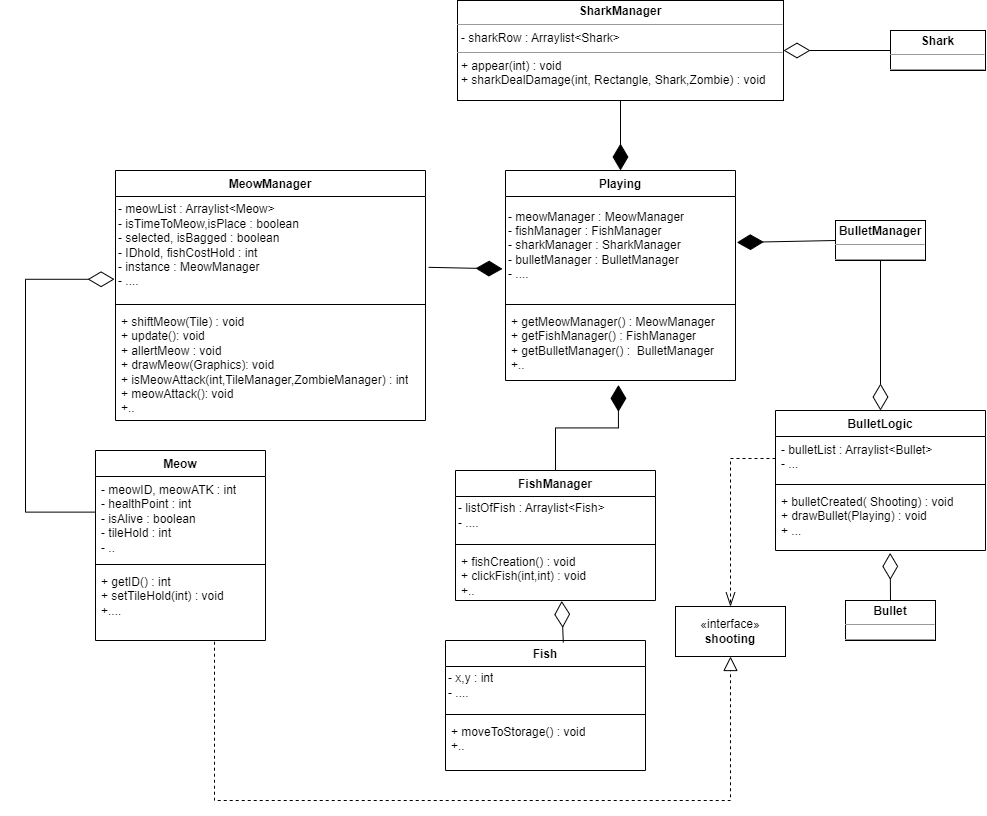 SharkManager
- sharkRow : Arraylist<Shark>
+ appear(int) : void
+ sharkDealDamage(int, Rectangle, Shark,Zombie) : void
Shark
MeowManager
- meowList : Arraylist<Meow>
- isTimeToMeow,isPlace : boolean
- selected, isBagged : boolean
- IDhold, fishCostHold : int
- instance : MeowManager
- ....
+ shiftMeow(Tile) : void
+ update(): void
+ allertMeow : void
+ drawMeow(Graphics): void
+ isMeowAttack(int,TileManager,ZombieManager) : int
+ meowAttack(): void
+..
Playing
- meowManager : MeowManager
- fishManager : FishManager
- sharkManager : SharkManager
- bulletManager : BulletManager
- ....
+ getMeowManager() : MeowManager
+ getFishManager() : FishManager
+ getBulletManager() :  BulletManager
+..
BulletManager
BulletLogic
- bulletList : Arraylist<Bullet>
- ...
+ bulletCreated( Shooting) : void
+ drawBullet(Playing) : void
+ ...
Meow
- meowID, meowATK : int
- healthPoint : int
- isAlive : boolean
- tileHold : int
- ..
+ getID() : int
+ setTileHold(int) : void
+....
FishManager
- listOfFish : Arraylist<Fish>
- ....
+ fishCreation() : void
+ clickFish(int,int) : void
+..
Fish
- x,y : int
- ....
+ moveToStorage() : void
+..
«interface»
shooting
Bullet